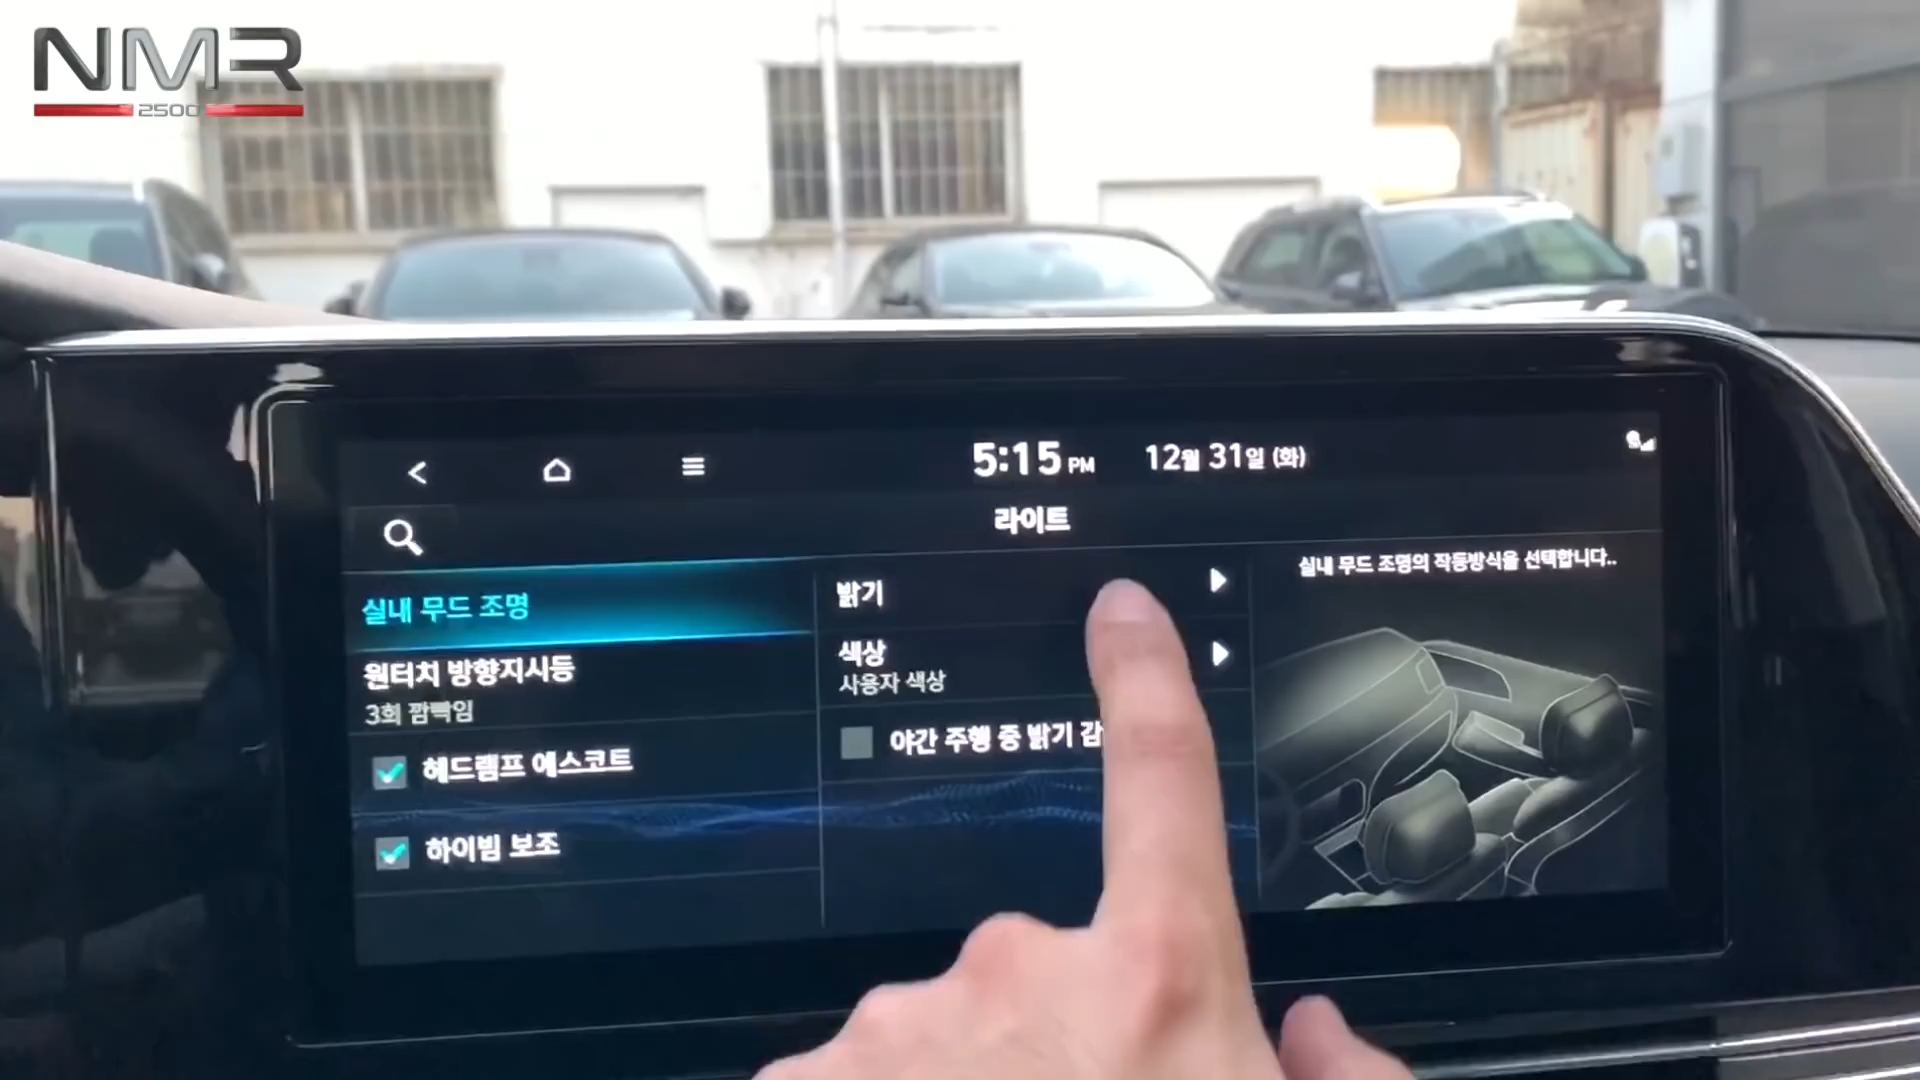 NMR
2500
5:15 PM 12월 31일 (화)
라이트
실내 무드 조명
원터치 방향지시등
3회 깜빡임
헤드램프 에스코트
하이빔 보조
밝기
색상
사용자 색상
야간 주행 중 밝기 감
실내 무드 조명의 작동방식을 선택합니다..